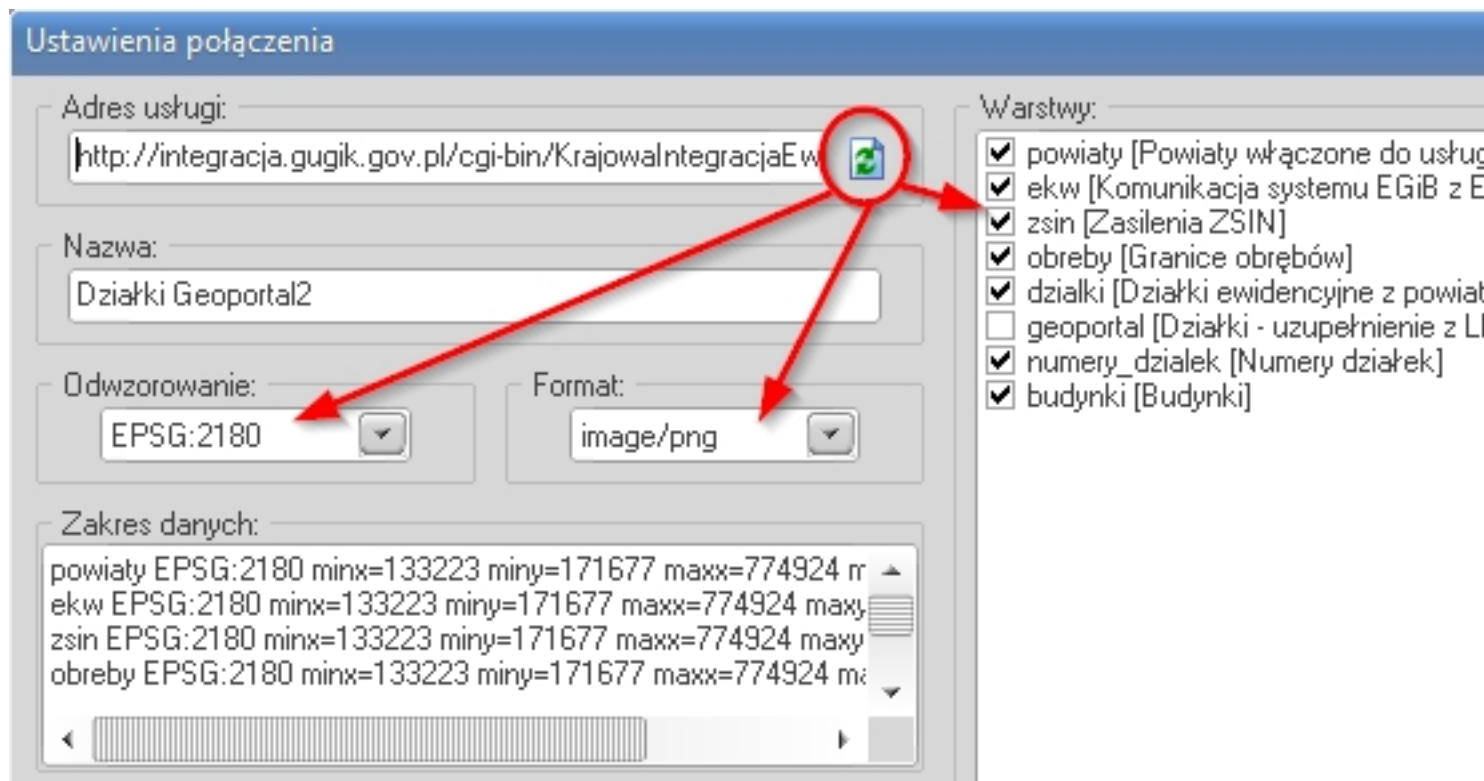 Ustawienia połączenia
Adres usługi:
http://integracja.gugik.gov.pl/cgi-bin/KrajowaIntegracjaEw
Nazwa:
Działki Geoportal2
Odwzorowanie:
EPSG:2180
Format:
image/png
Zakres danych:
powiaty EPSG:2180 minx=133223 miny=171677 maxx=774924 m
ekw EPSG:2180 minx=133223 miny=171677 maxx=774924 maxy
zsin EPSG:2180 minx=133223 miny=171677 maxx=774924 maxy
obreby EPSG:2180 minx=133223 miny=171677 maxx=774924 ma
Warstwy:
powiaty [Powiaty włączone do usług
ekw [Komunikacja systemu EGiB z E
zsin [Zasilenia ZSIN]
obreby [Granice obrębów]
dzialki [Działki ewidencyjne z powiat
geoportal [Działki - uzupełnienie z L
numery_dzialek [Numery działek]
budynki [Budynki]